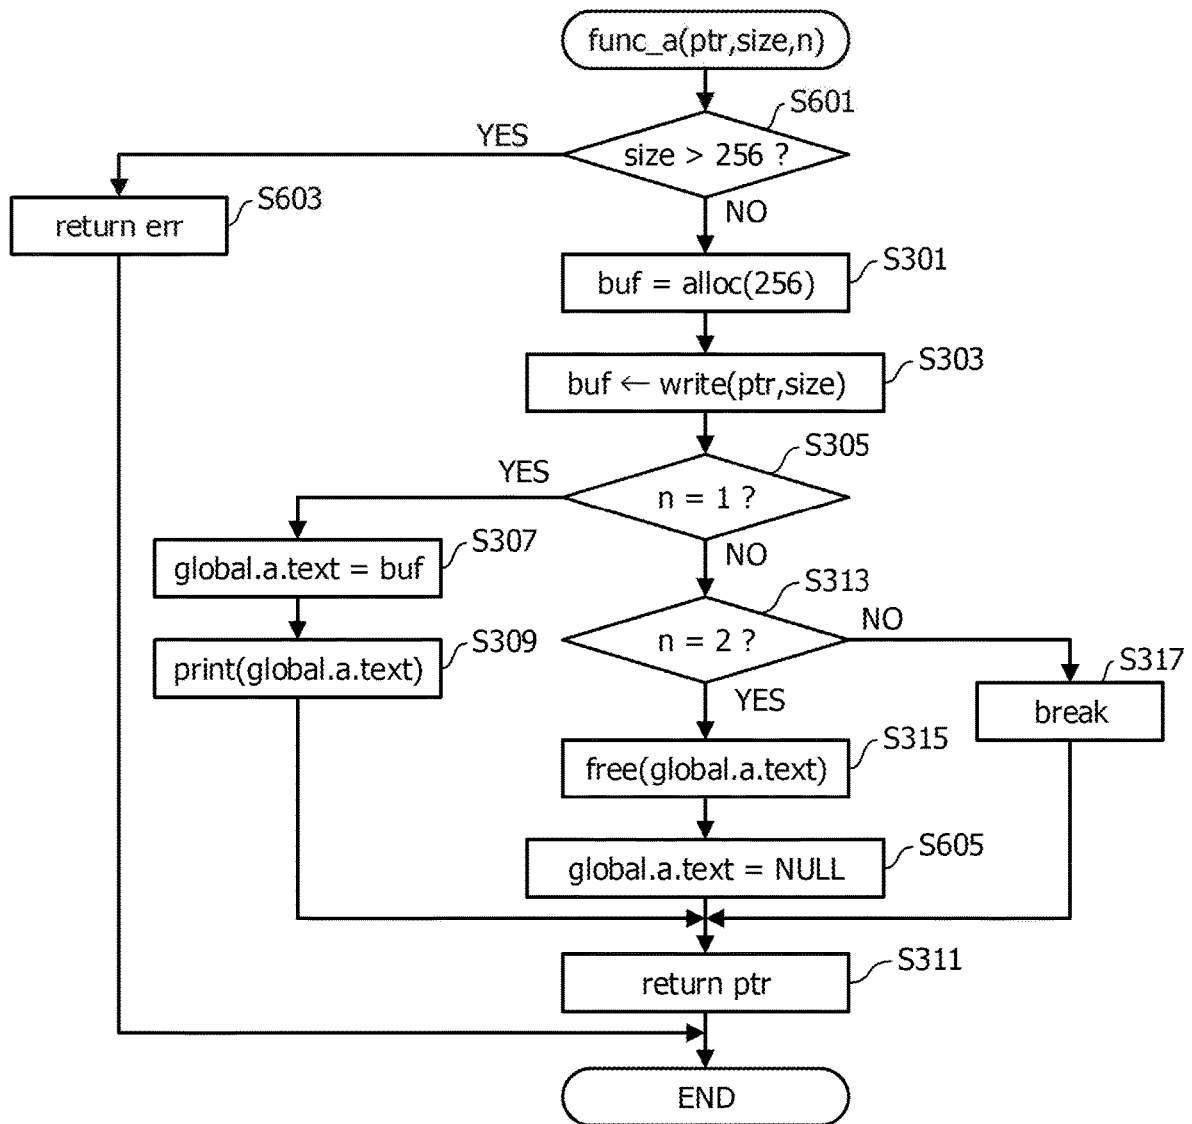 func_a(ptr,size,n)
S601
YES
size > 256 ?
S603
return err
NO
S301
buf = alloc(256)
S303
buf ← write(ptr,size)
S305
YES
n = 1 ?
S307
NO
global.a.text = buf
S313
S309
n = 2 ?
NO
print(global.a.text)
S317
YES
break
S315
free(global.a.text)
S605
global.a.text = NULL
S311
return ptr
END